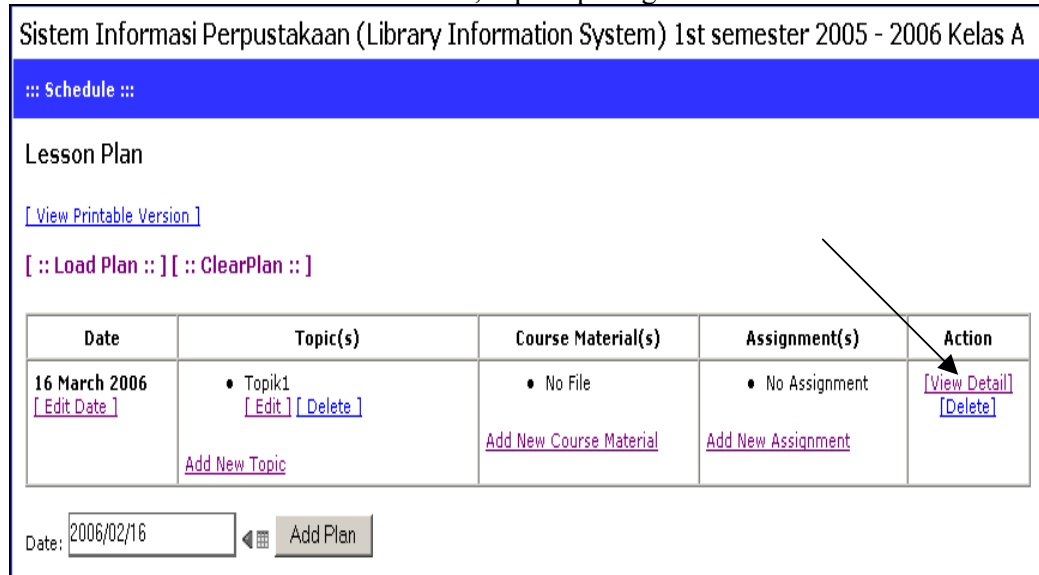 Sistem Informasi Perpustakaan (Library Information System) 1st semester 2005 - 2006 Kelas A
::: Schedule :::
Lesson Plan
[ View Printable Version ]
[ :: Load Plan :: ] [ :: ClearPlan :: ]
Date Topic(s) Course Material(s) Assignment(s) Action
16 March 2006 • Topik1 • No File • No Assignment [View Detail]
[ Edit Date ] [ Edit ] [ Delete ] [Delete]
Add New Course Material Add New Assignment
Add New Topic
Date: 2006/02/16 Add Plan